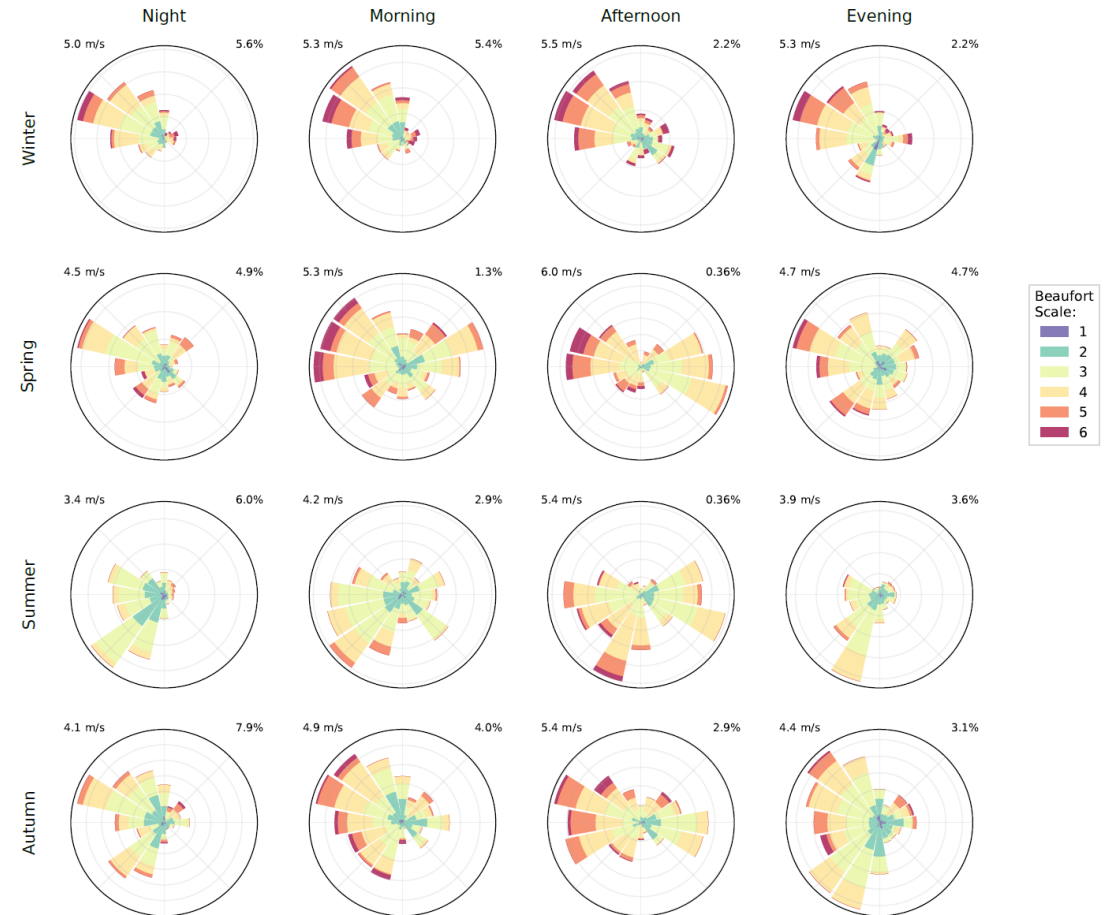 Night Morning Afternoon Evening
5.0 m/s 5.6% 5.3 m/s 5.4% 5.5 m/s 2.2% 5.3 m/s 2.2%
Winter
4.5 m/s 4.9% 5.3 m/s 1.3% 6.0 m/s 0.36% 4.7 m/s 4.7%
Spring
Beaufort
Scale:
1
2
3
4
5
6
3.4 m/s 6.0% 4.2 m/s 2.9% 5.4 m/s 0.36% 3.9 m/s 3.6%
Summer
4.1 m/s 7.9% 4.9 m/s 4.0% 5.4 m/s 2.9% 4.4 m/s 3.1%
Autumn